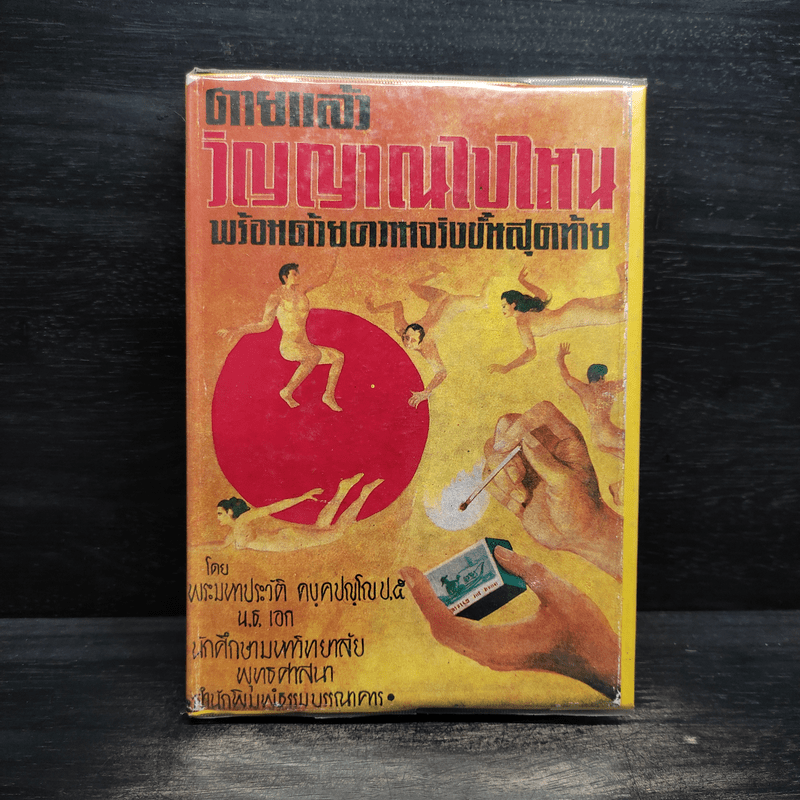 ตายแล้ว
วิญญาณไปไหน
พร้อมด้วยความจริงขั้นสุดท้าย
โดย
พระมหาประวัติ คงฺคปญฺโญ ป.๕
น.ธ. เอก
นักศึกษามหาวิทยาลัย
พุทธศาสนา
สำนักพิมพ์ธรรมบรรณาคาร